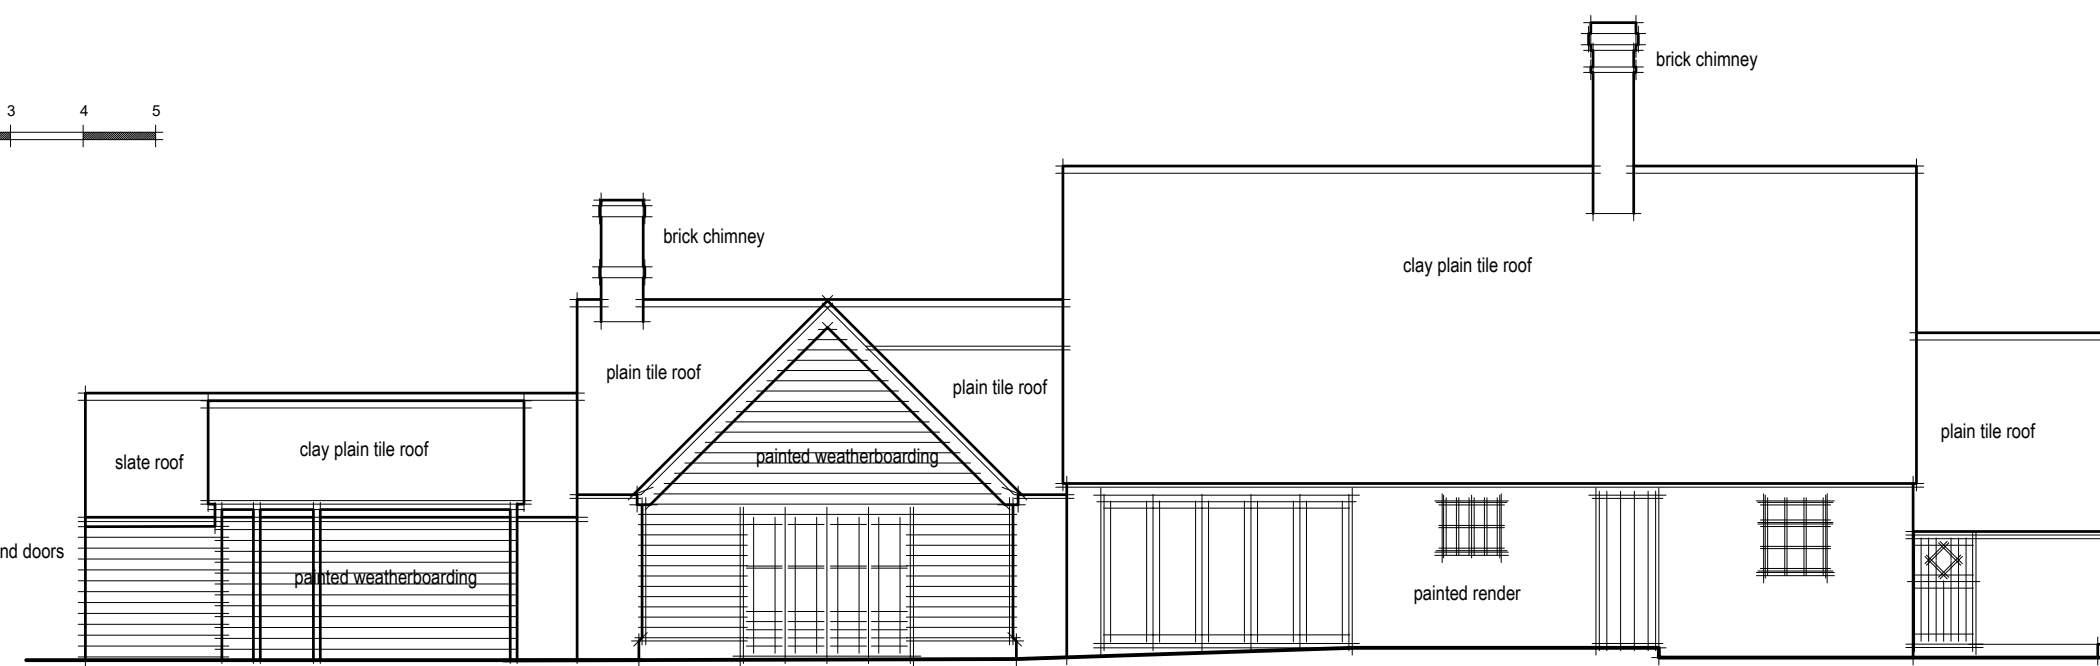 3 4 5
brick chimney
brick chimney
clay plain tile roof
plain tile roof
plain tile roof
plain tile roof
clay plain tile roof
slate roof
painted weatherboarding
nd doors
painted weatherboarding
painted render